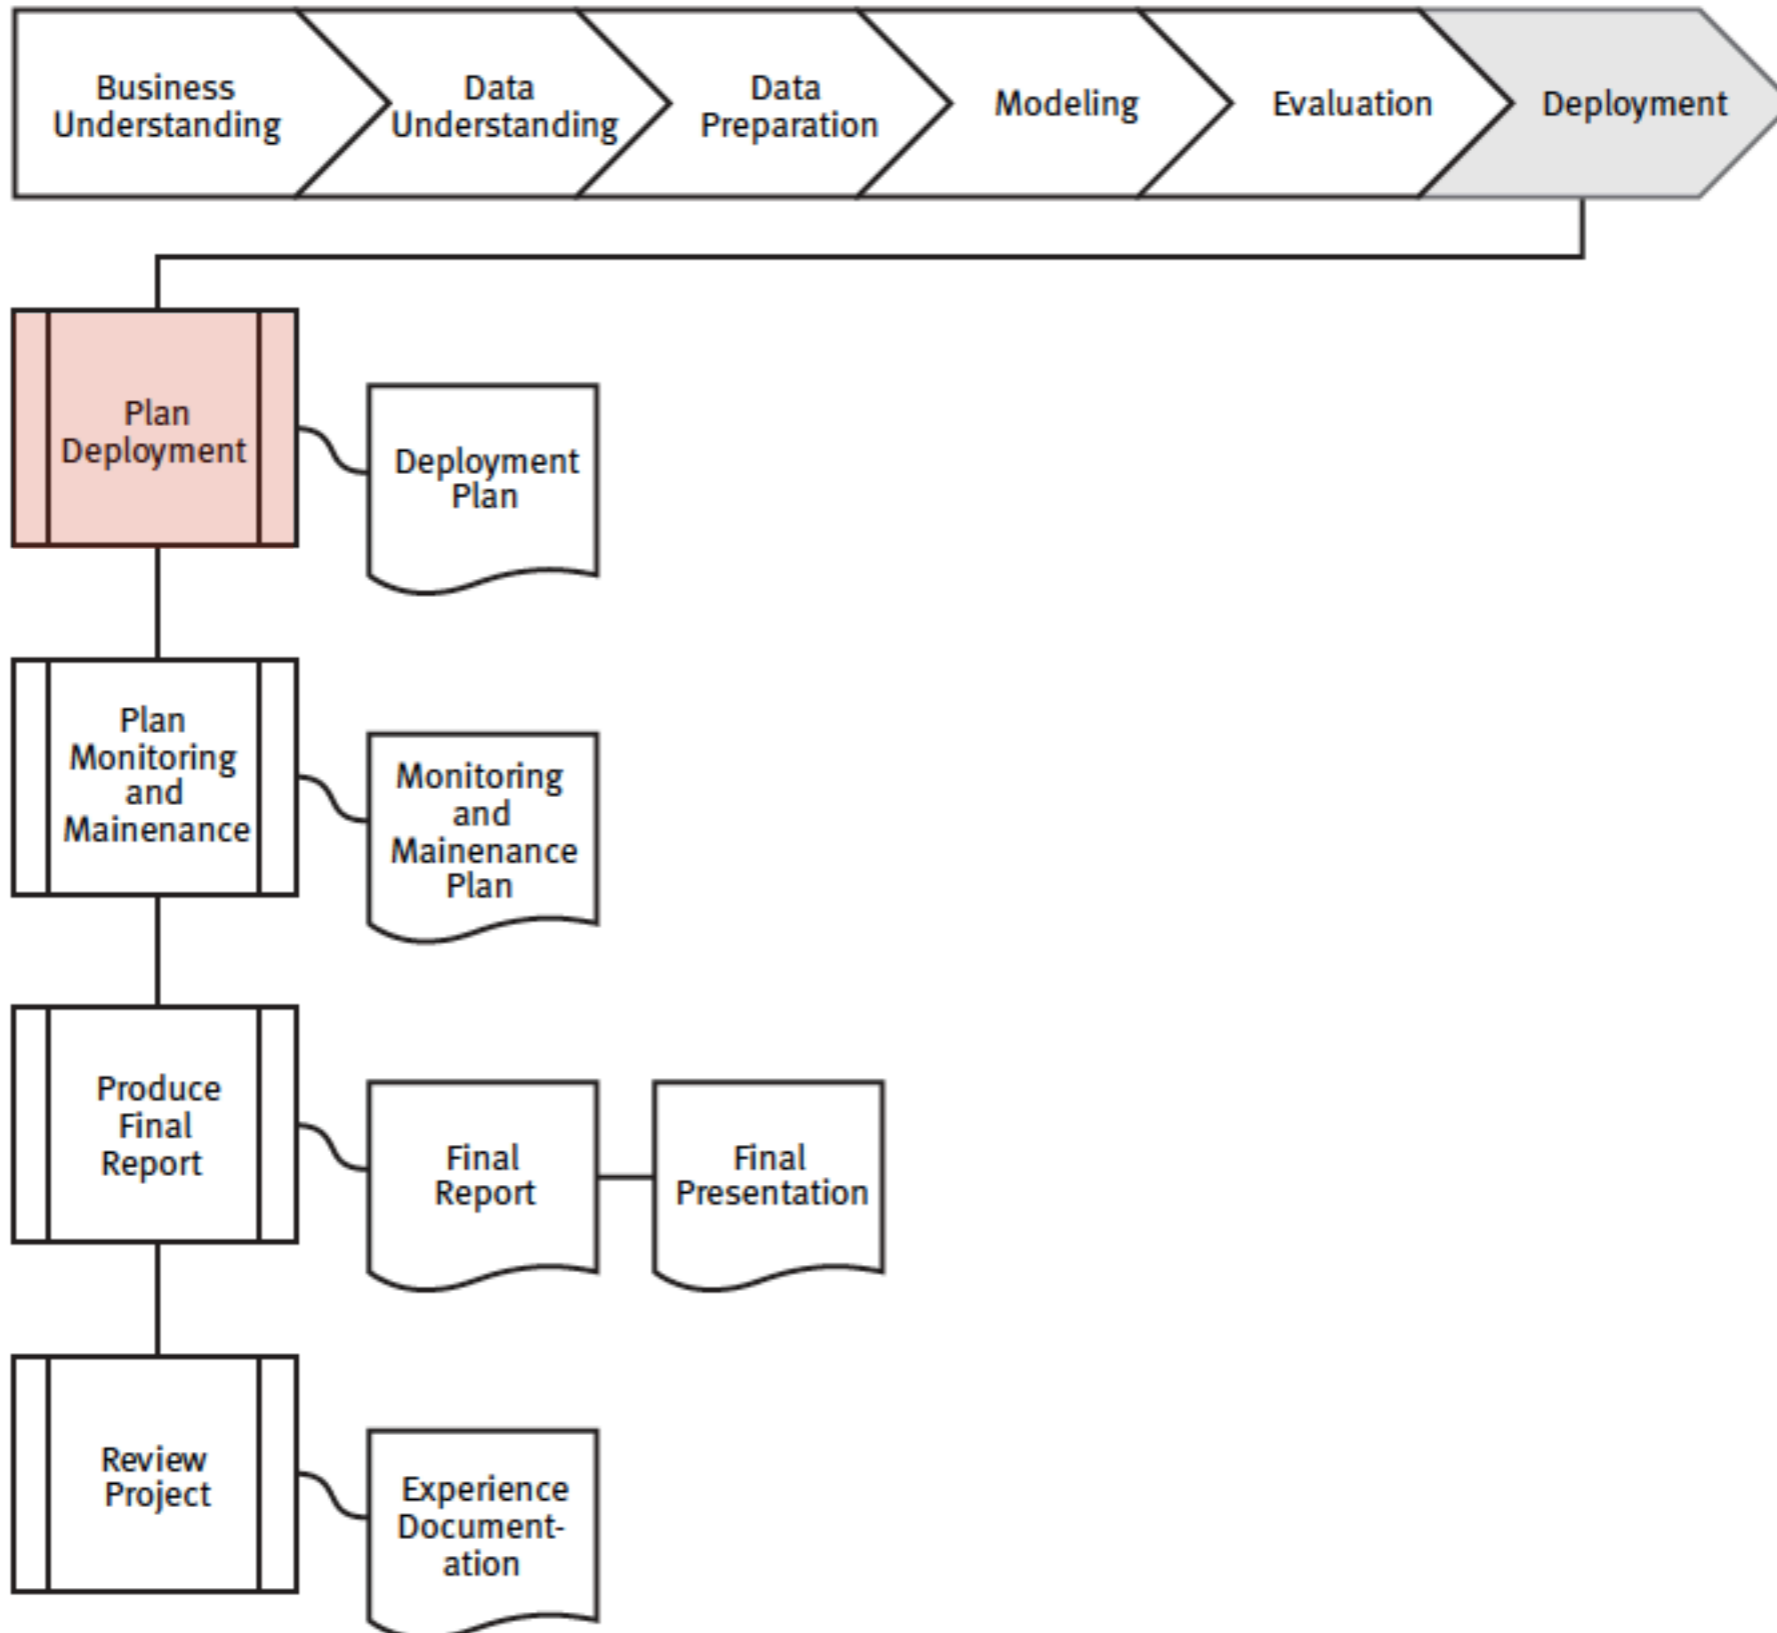 Business
Understanding
Data
Understanding
Data
Preparation
Modeling
Evaluation
Deployment
Plan
Deployment
Deployment
Plan
Plan
Monitoring
and
Mainenance
Monitoring
and
Mainenance
Plan
Produce
Final
Report
Final
Report
Final
Presentation
Review
Project
Experience
Document-
ation